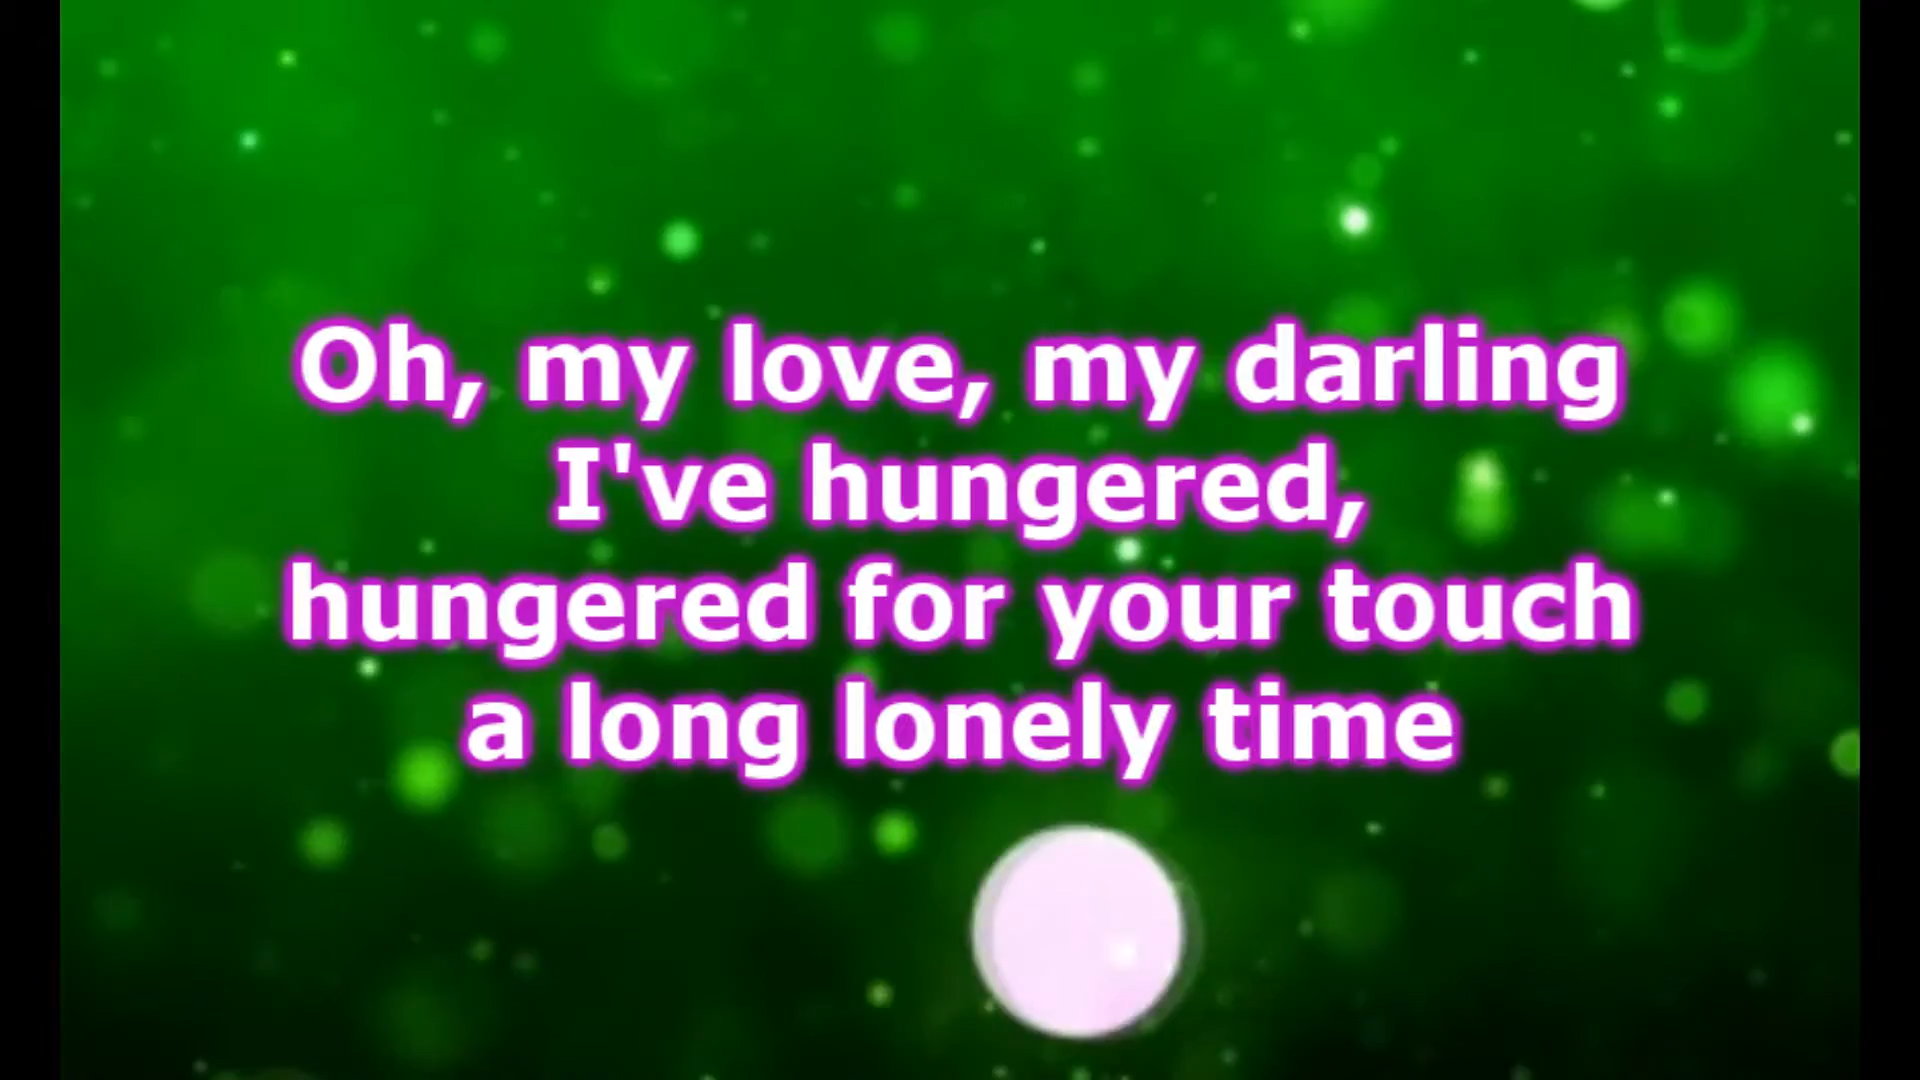 Oh, my love, my darling
I've hungered,
hungered for your touch
a long lonely time